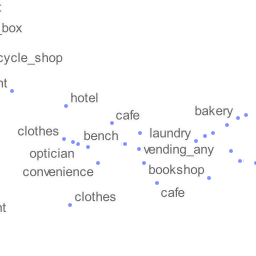 _box
cycle_shop
nt
hotel
cafe
bakery
clothes
bench
laundry
optician
vending_any
convenience
bookshop
cafe
clothes
nt